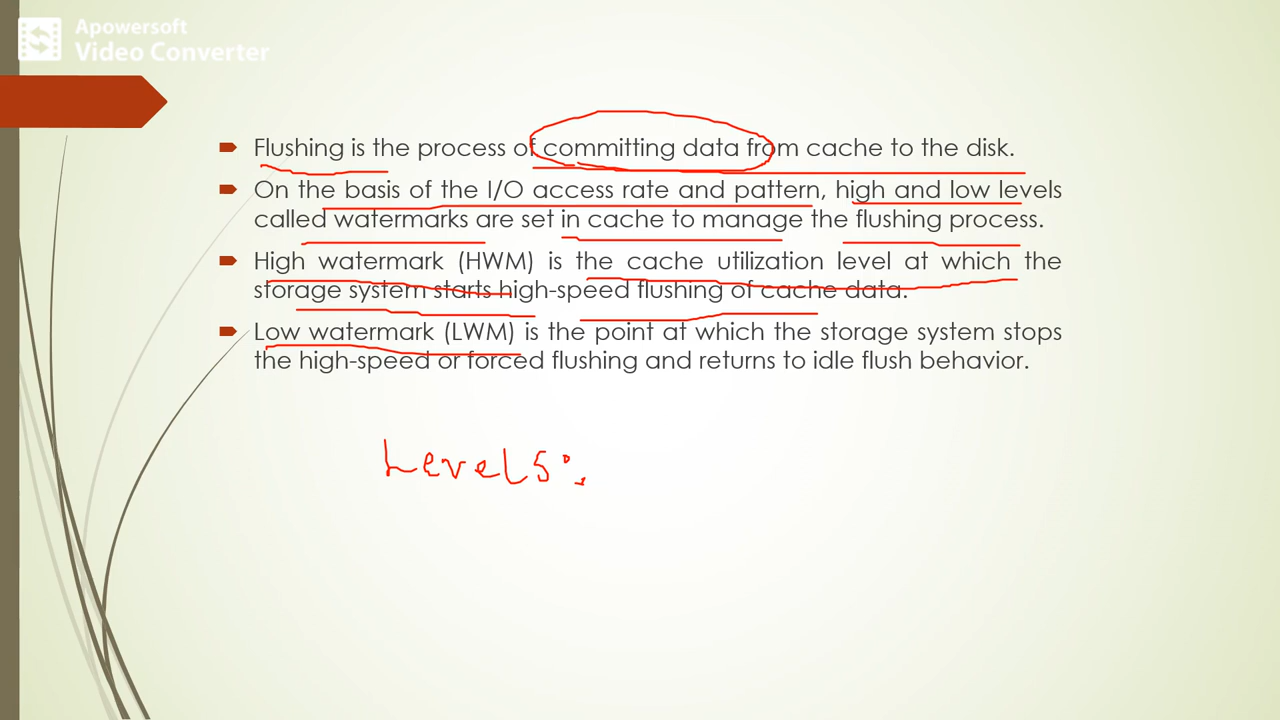 Apowersoft
Video Converter
Flushing is the process of committing data from cache to the disk.
On the basis of the I/O access rate and pattern, high and low levels
called watermarks are set in cache to manage the flushing process.
High watermark (HWM) is the cache utilization level at which the
storage system starts high-speed flushing of cache data.
Low watermark (LWM) is the point at which the storage system stops
the high-speed or forced flushing and returns to idle flush behavior.
Levels: